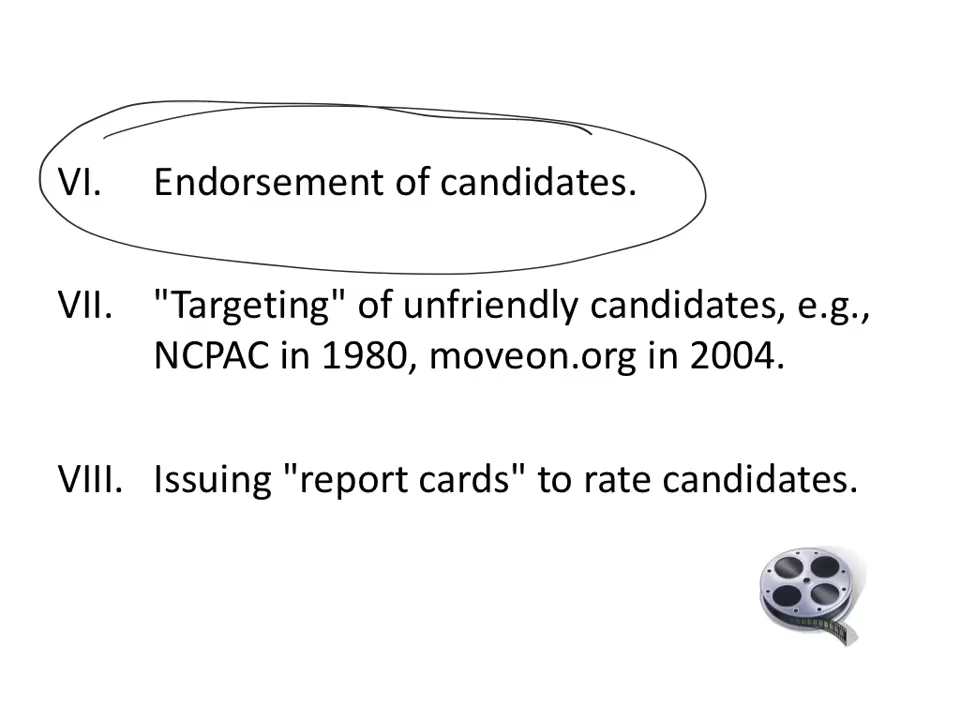 VI. Endorsement of candidates.
VII. "Targeting" of unfriendly candidates, e.g.,
NCPAC in 1980, moveon.org in 2004.
VIII. Issuing "report cards" to rate candidates.